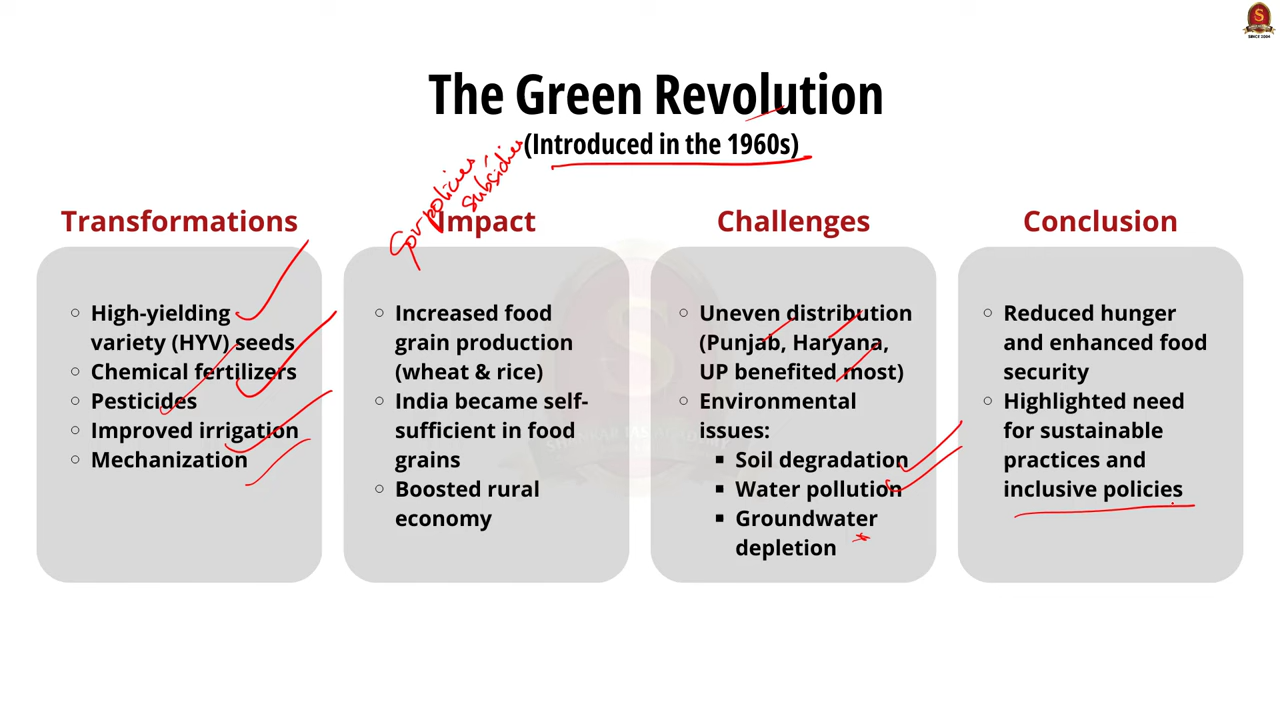 S
SINCE 2004
The Green Revolution
(Introduced in the 1960s)
Gov policies
subsidies
Transformations
High-yielding
variety (HYV) seeds
Chemical fertilizers
Pesticides
Improved irrigation
Mechanization
Impact
Increased food
grain production
(wheat & rice)
India became self-
sufficient in food
grains
Boosted rural
economy
Challenges
Uneven distribution
(Punjab, Haryana,
UP benefited most)
Environmental
issues:
Soil degradation
Water pollution
Groundwater
depletion
Conclusion
Reduced hunger
and enhanced food
security
Highlighted need
for sustainable
practices and
inclusive policies